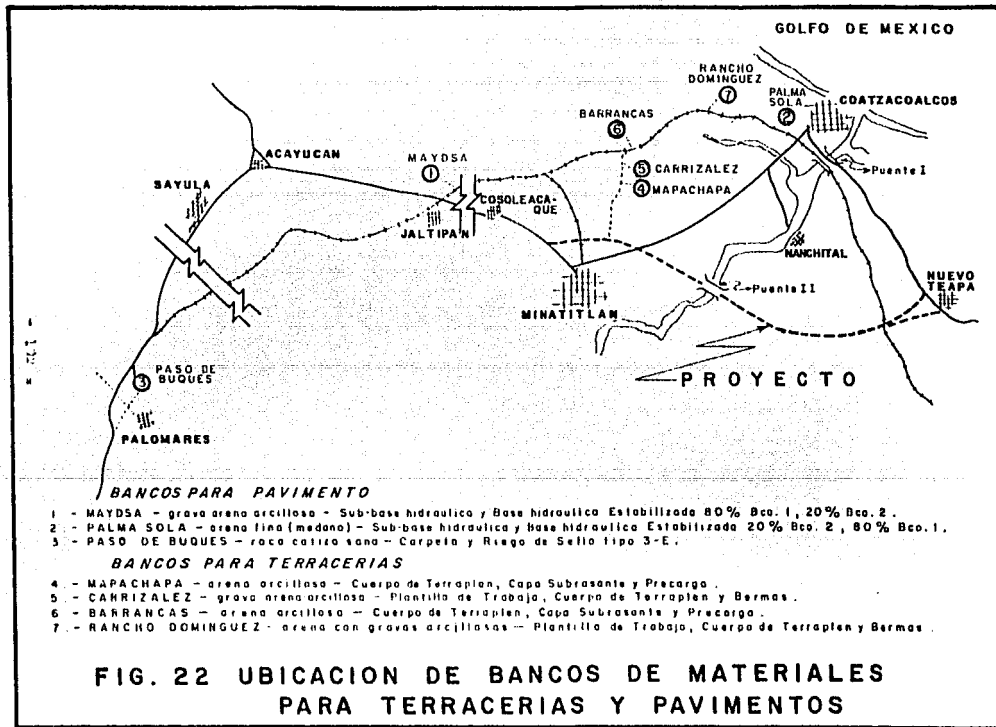 GOLFO DE MEXICO
RANCHO
DOMINGUEZ
7
PALMA
SOLA
2
COATZACOALCOS
BARRANCAS
6
ACAYUCAN
MAYDSA
1
5 CARRIZALEZ
4 MAPACHAPA
Puente I
SAYULA
COSOLEACA-
QUE
JALTIPAN
NANCHITAL
NUEVO
TEAPA
Puente II
MINATITLAN
PROYECTO
3
PASO DE
BUQUES
PALOMARES
BANCOS PARA PAVIMENTO
1 - MAYDSA - grava arena arcilloso - Sub-base hidraulica y Base hidraulica Estabilizada 80% Bco. 1, 20% Bco. 2.
2 - PALMA SOLA - arena fina (medano) - Sub-base hidraulica y Base hidraulica Estabilizada 20% Bco. 2, 80% Bco. 1.
3 - PASO DE BUQUES - roca caliza sana - Carpeta y Riego de Sello tipo 3-E.
BANCOS PARA TERRACERIAS
4 - MAPACHAPA - arena arcillosa - Cuerpo de Terraplen, Capa Subrasante y Precarga.
5 - CARRIZALEZ - grava arena arcillosa - Plantilla de Trabajo, Cuerpo de Terraplen y Bermas.
6 - BARRANCAS - arena arcillosa - Cuerpo de Terraplen, Capa Subrasante y Precarga.
7 - RANCHO DOMINGUEZ - arena con gravas arcillosas - Plantilla de Trabajo, Cuerpo de Terraplen y Bermas.
FIG. 22 UBICACION DE BANCOS DE MATERIALES
PARA TERRACERIAS Y PAVIMENTOS